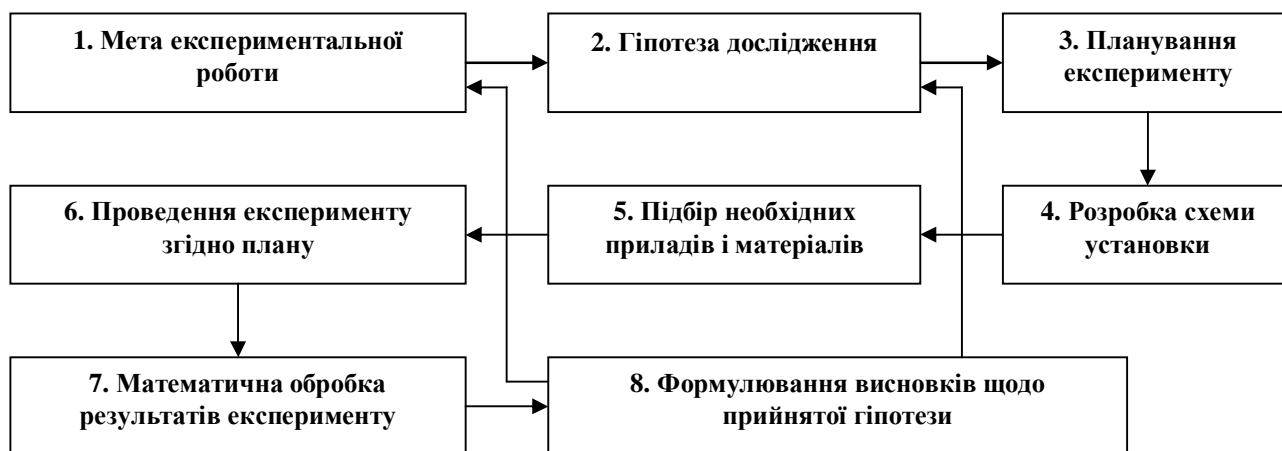 1. Мета експериментальної
роботи
2. Гіпотеза дослідження
3. Планування
експерименту
6. Проведення експерименту
згідно плану
5. Підбір необхідних
приладів і матеріалів
4. Розробка схеми
установки
7. Математична обробка
результатів експерименту
8. Формулювання висновків щодо
прийнятої гіпотези